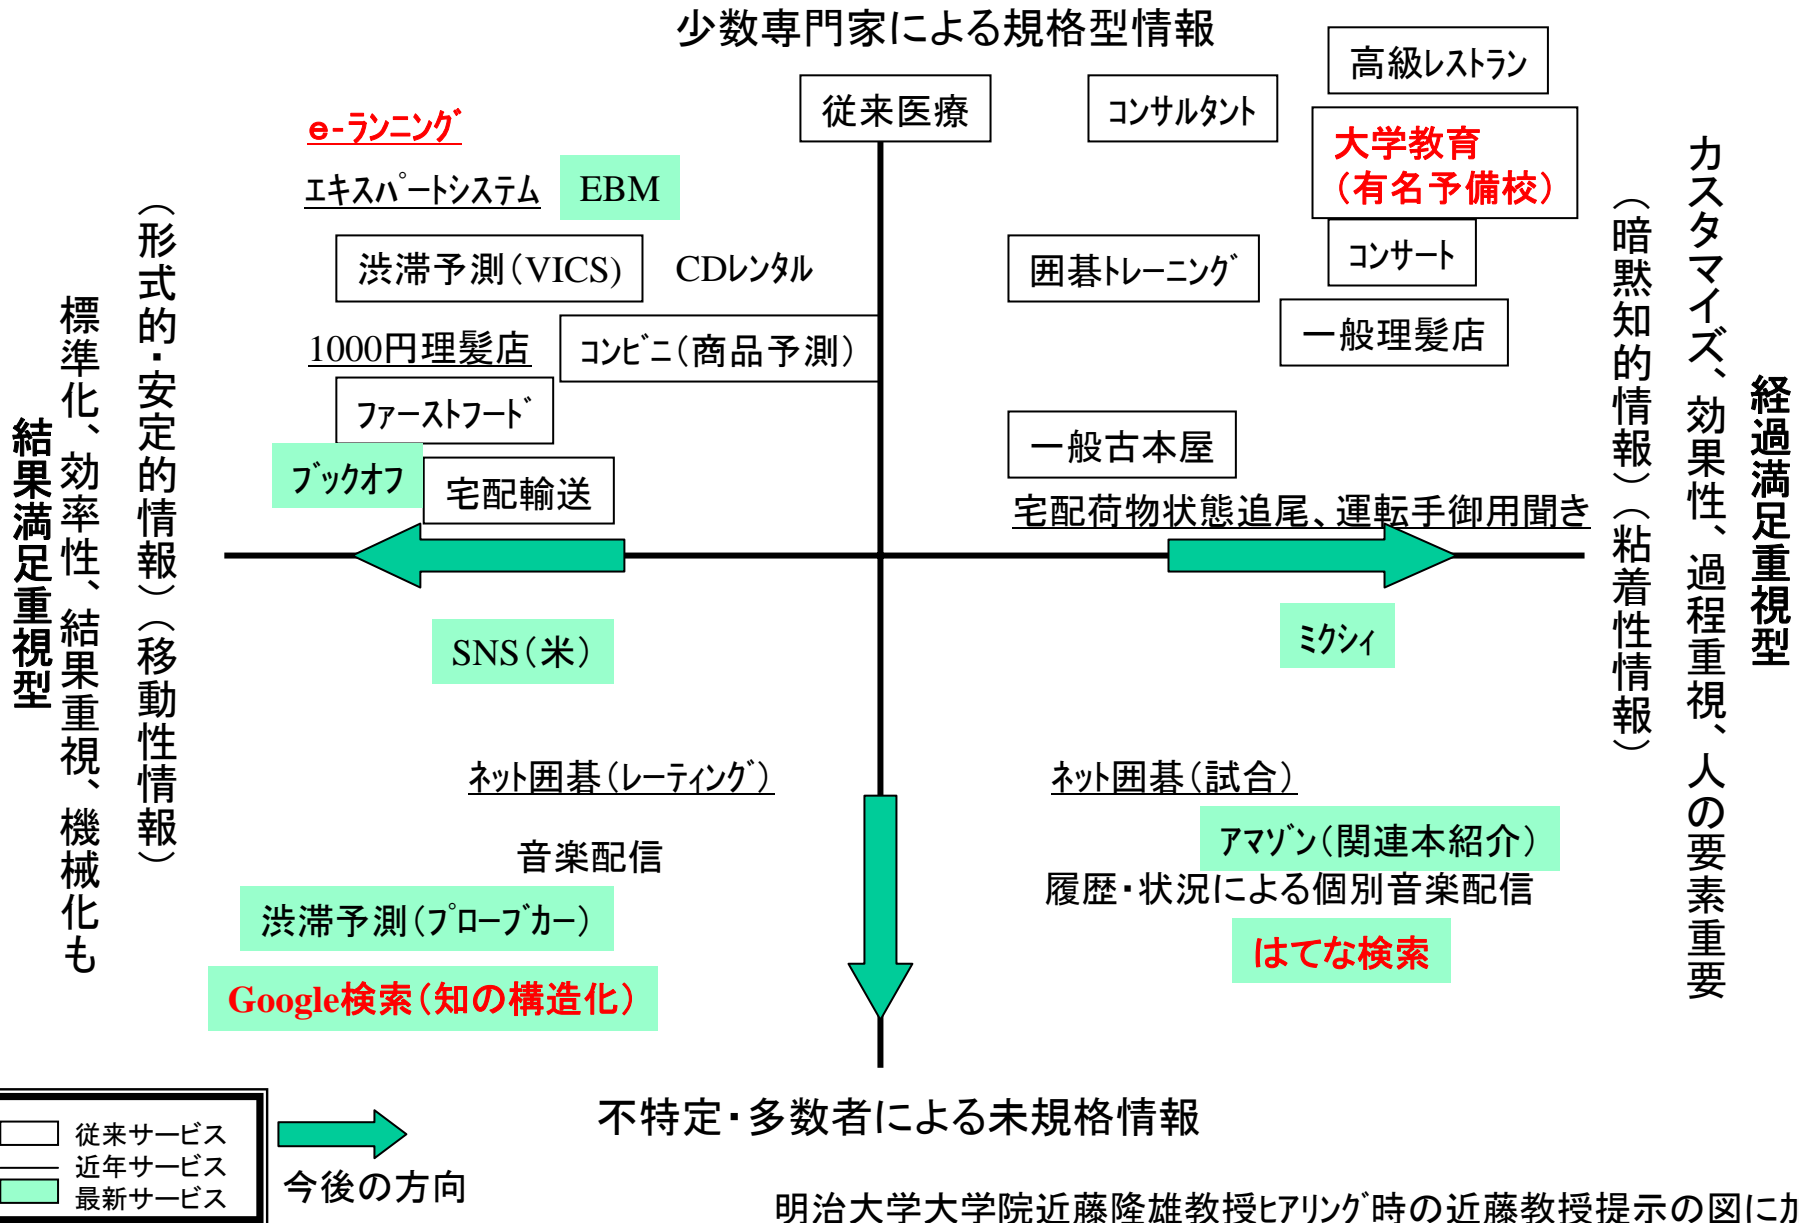 少数専門家による規格型情報
高級レストラン
従来医療
コンサルタント
e-ランニング
大学教育
(有名予備校)
エキスパートシステム
EBM
渋滞予測(VICS)
CDレンタル
囲碁トレーニング
コンサート
1000円理髪店
コンビニ(商品予測)
一般理髪店
ファーストフード
一般古本屋
ブックオフ
宅配輸送
宅配荷物状態追尾、運転手御用聞き
結果満足重視型
標準化、効率性、結果重視、機械化も
(形式的・安定的情報)(移動性情報)
(暗黙知的情報)(粘着性情報)
カスタマイズ、効果性、過程重視、人の要素重要
経過満足重視型
SNS(米)
ミクシィ
ネット囲碁(レーティング)
ネット囲碁(試合)
音楽配信
アマゾン(関連本紹介)
履歴・状況による個別音楽配信
渋滞予測(プローブカー)
はてな検索
Google検索(知の構造化)
不特定・多数者による未規格情報
従来サービス
近年サービス
最新サービス
今後の方向
明治大学大学院近藤隆雄教授ヒアリング時の近藤教授提示の図に加